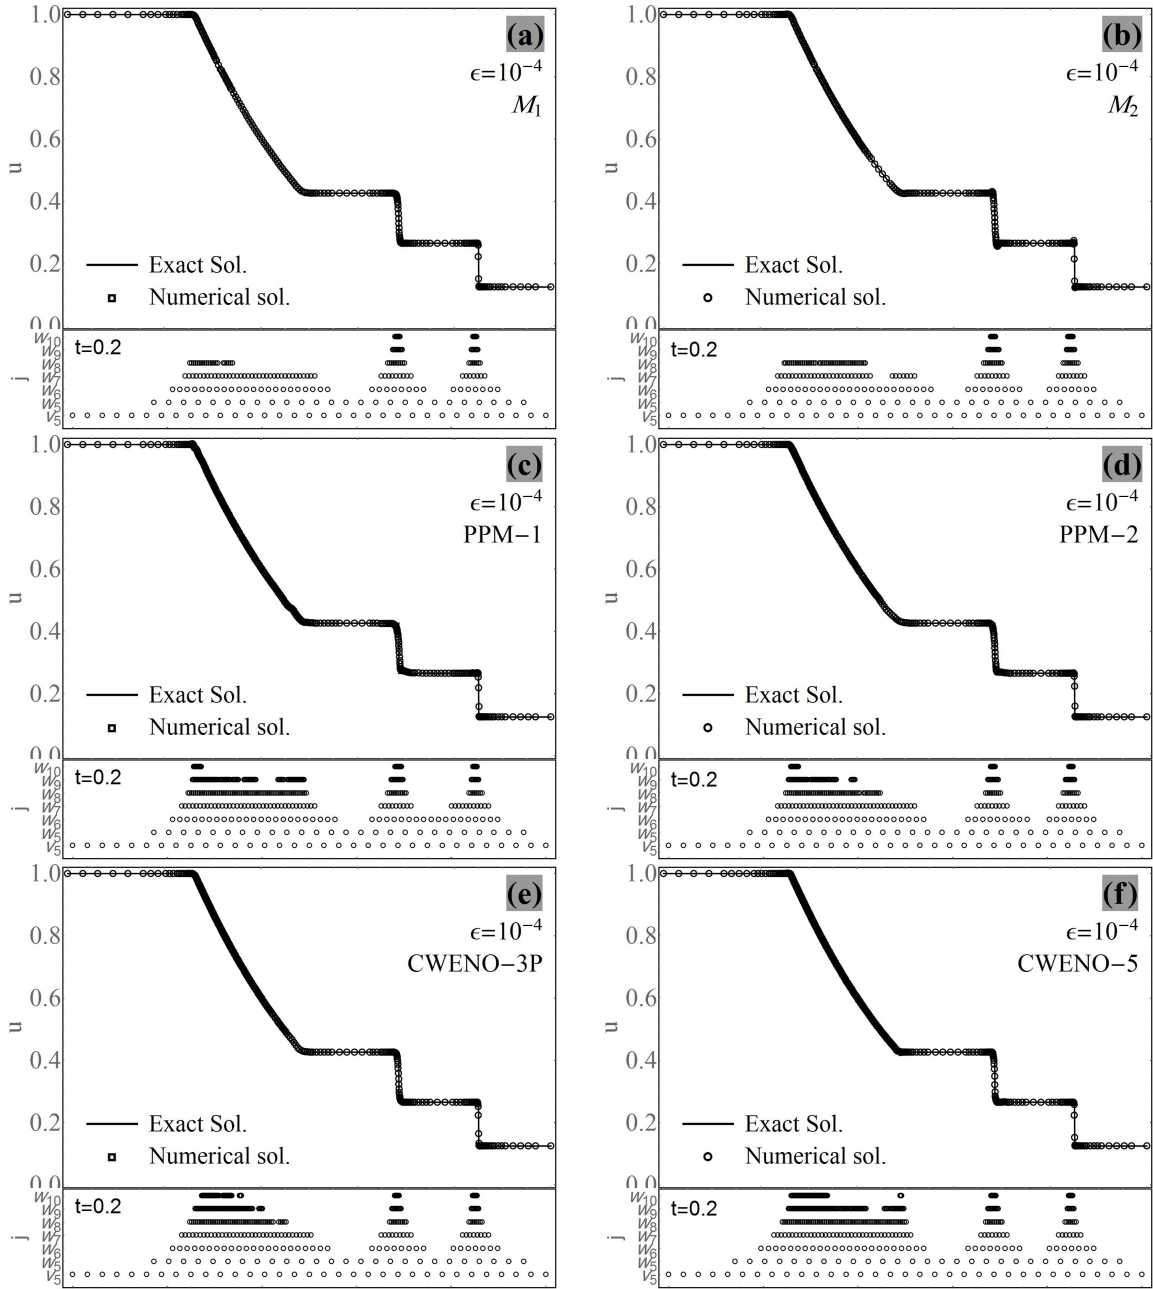 1.0
(a)
ϵ=10⁻⁴
0.8
M₁
0.6
u
0.4
Exact Sol.
0.2
Numerical sol.
0.0
W₁₀
t=0.2
W₉
W₈
j
W₇
W₆
W₅
V₅
1.0
(b)
ϵ=10⁻⁴
0.8
M₂
0.6
u
0.4
Exact Sol.
0.2
Numerical sol.
0.0
W₁₀
t=0.2
W₉
W₈
j
W₇
W₆
W₅
V₅
1.0
(c)
ϵ=10⁻⁴
0.8
PPM−1
0.6
u
0.4
Exact Sol.
0.2
Numerical sol.
0.0
W₁₀
t=0.2
W₉
W₈
j
W₇
W₆
W₅
V₅
1.0
(d)
ϵ=10⁻⁴
0.8
PPM−2
0.6
u
0.4
Exact Sol.
0.2
Numerical sol.
0.0
W₁₀
t=0.2
W₉
W₈
j
W₇
W₆
W₅
V₅
1.0
(e)
ϵ=10⁻⁴
0.8
CWENO−3P
0.6
u
0.4
Exact Sol.
0.2
Numerical sol.
0.0
W₁₀
t=0.2
W₉
W₈
j
W₇
W₆
W₅
V₅
1.0
(f)
ϵ=10⁻⁴
0.8
CWENO−5
0.6
u
0.4
Exact Sol.
0.2
Numerical sol.
0.0
W₁₀
t=0.2
W₉
W₈
j
W₇
W₆
W₅
V₅